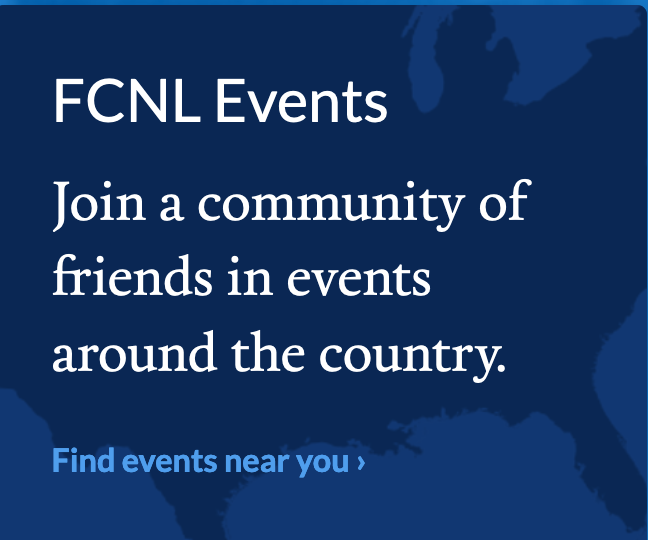 FCNL Events
Join a community of
friends in events
around the country.
Find events near you ›